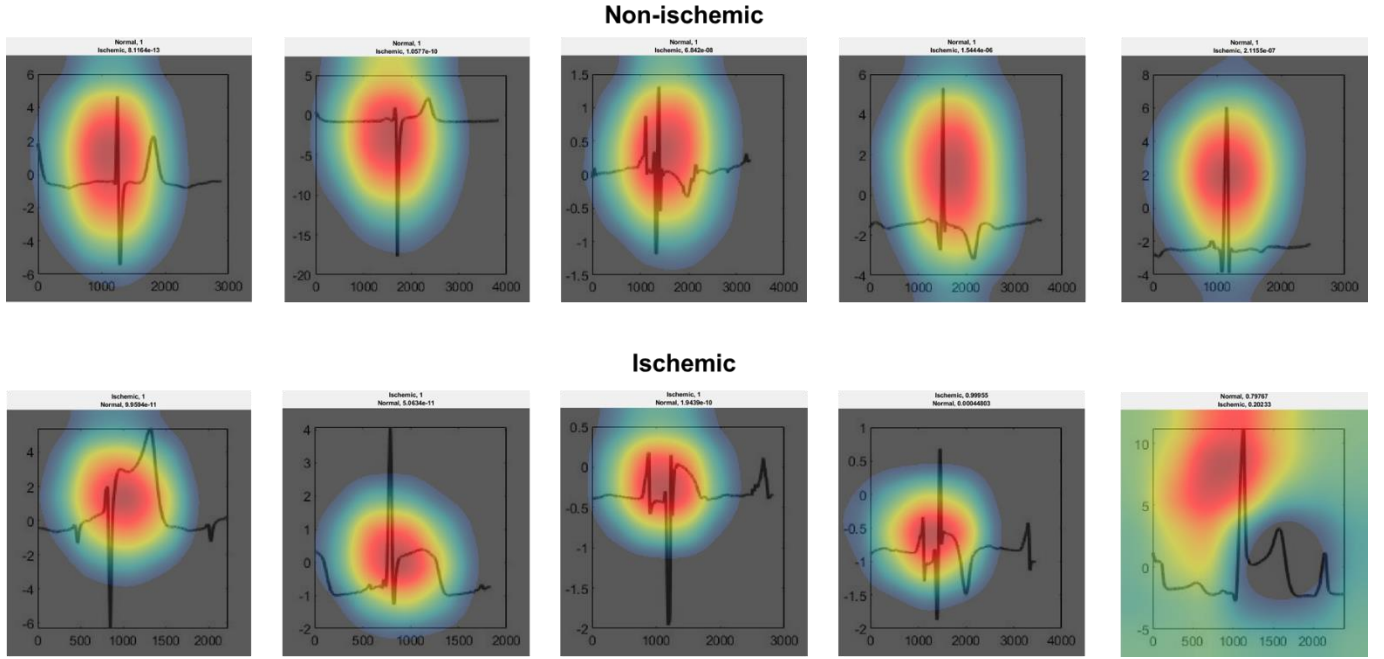 Non-ischemic
Normal, 1
Ischemic, 8.1164e-13
Normal, 1
Ischemic, 1.0577e-10
Normal, 1
Ischemic, 6.842e-08
Normal, 1
Ischemic, 1.5444e-06
Normal, 1
Ischemic, 2.1155e-07
6
4
2
0
-2
-4
-6
0 1000 2000 3000
5
0
-5
-10
-15
-20
0 1000 2000 3000 4000
1.5
1
0.5
0
-0.5
-1
-1.5
0 1000 2000 3000 4000
6
4
2
0
-2
-4
0 1000 2000 3000 4000
8
6
4
2
0
-2
-4
0 1000 2000 3000
Ischemic
Ischemic, 1
Normal, 9.9594e-11
Ischemic, 1
Normal, 5.0634e-11
Ischemic, 1
Normal, 1.9439e-10
Ischemic, 0.99955
Normal, 0.00044803
Normal, 0.79767
Ischemic, 0.20233
4
2
0
-2
-4
-6
0 500 1000 1500 2000
4
3
2
1
0
-1
-2
0 500 1000 1500 2000
0.5
0
-0.5
-1
-1.5
-2
0 1000 2000 3000
1
0.5
0
-0.5
-1
-1.5
-2
0 1000 2000 3000 4000
10
5
0
-5
0 500 1000 1500 2000